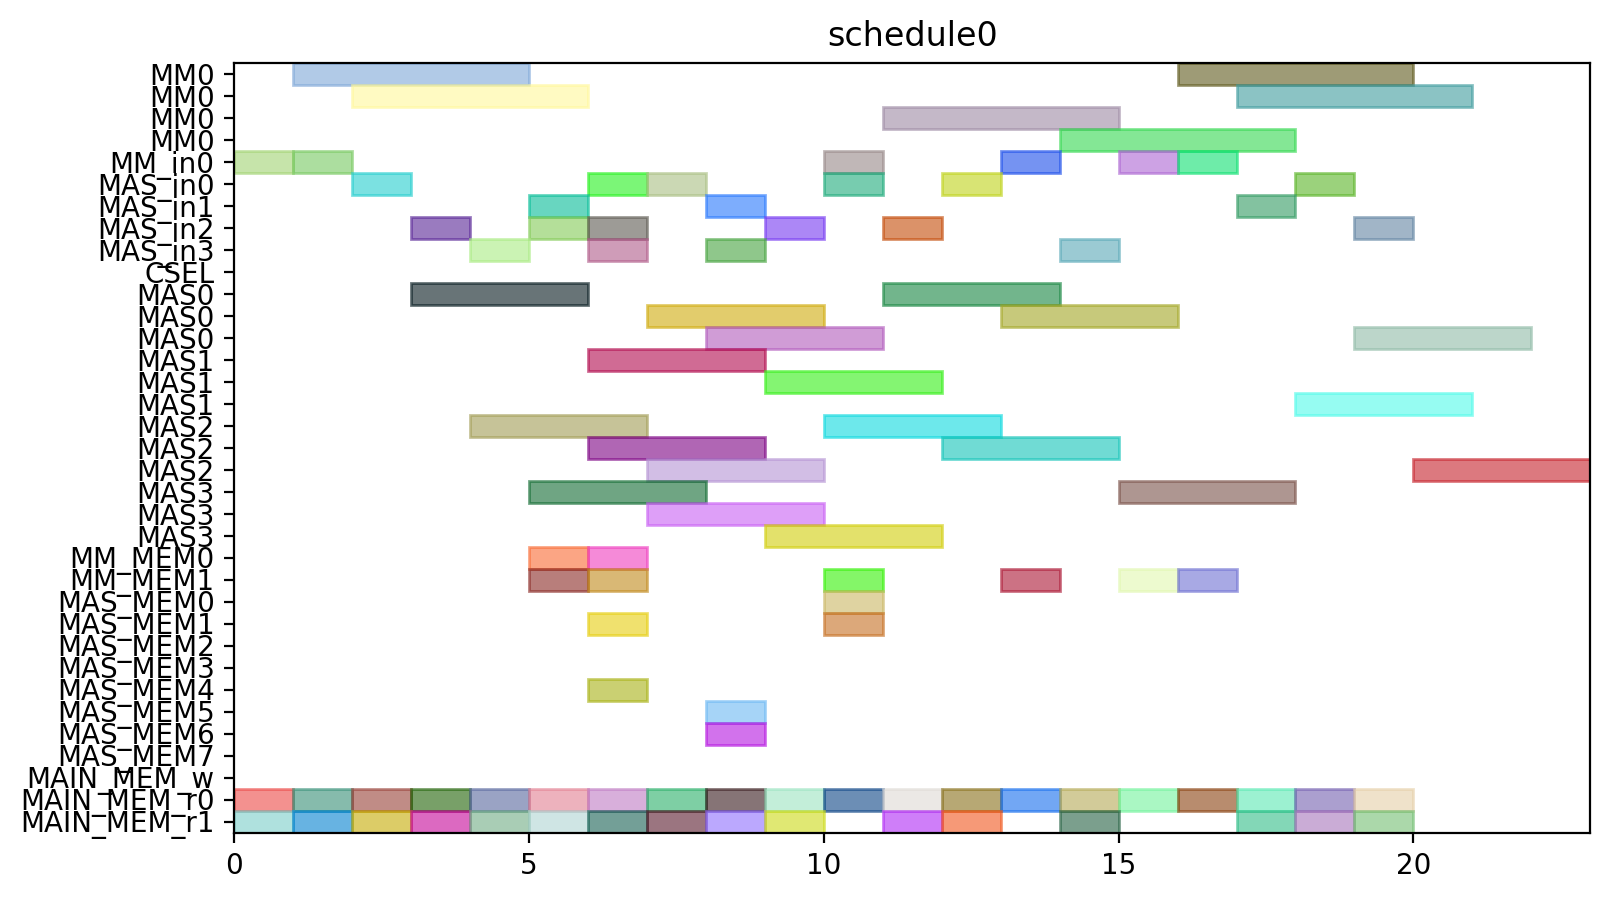 schedule0
MM0
MM0
MM0
MM0
MM_in0
MAS_in0
MAS_in1
MAS_in2
MAS_in3
CSEL
MAS0
MAS0
MAS0
MAS1
MAS1
MAS1
MAS2
MAS2
MAS2
MAS3
MAS3
MAS3
MM_MEM0
MM_MEM1
MAS_MEM0
MAS_MEM1
MAS_MEM2
MAS_MEM3
MAS_MEM4
MAS_MEM5
MAS_MEM6
MAS_MEM7
MAIN_MEM_w
MAIN_MEM_r0
MAIN_MEM_r1
0 5 10 15 20